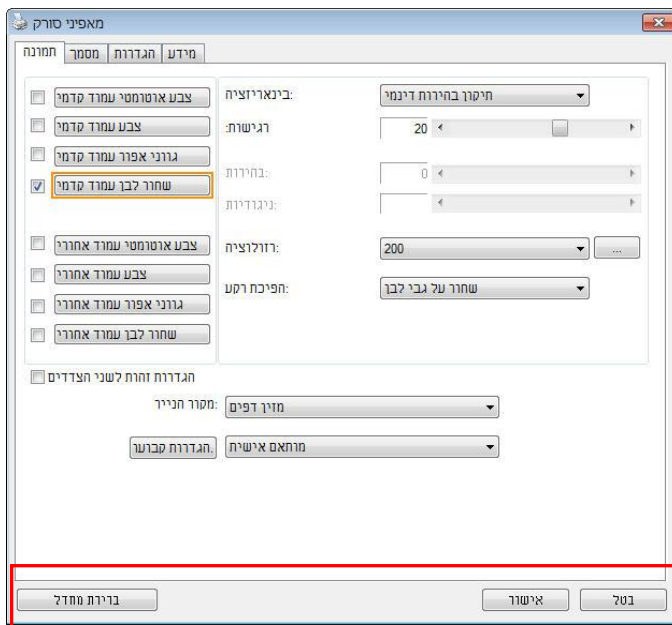 מאפיני סורק
תמונה מסמך הגדרות מידע
צבע אוטומטי עמוד קדמי
צבע עמוד קדמי
גווני אפור עמוד קדמי
שחור לבן עמוד קדמי
צבע אוטומטי עמוד אחורי
צבע עמוד אחורי
גווני אפור עמוד אחורי
שחור לבן עמוד אחורי
בינאריזציה: תיקון בהירות דינמי
רגישות: 20
בהירות: 0
ניגודיות:
רזולוציה: 200 ...
הפיכת רקע: שחור על גבי לבן
הגדרות זהות לשני הצדדים
מקור הנייר: מזין דפים
הגדרות קבוער. מותאם אישית
ברירת מחדל אישור בטל